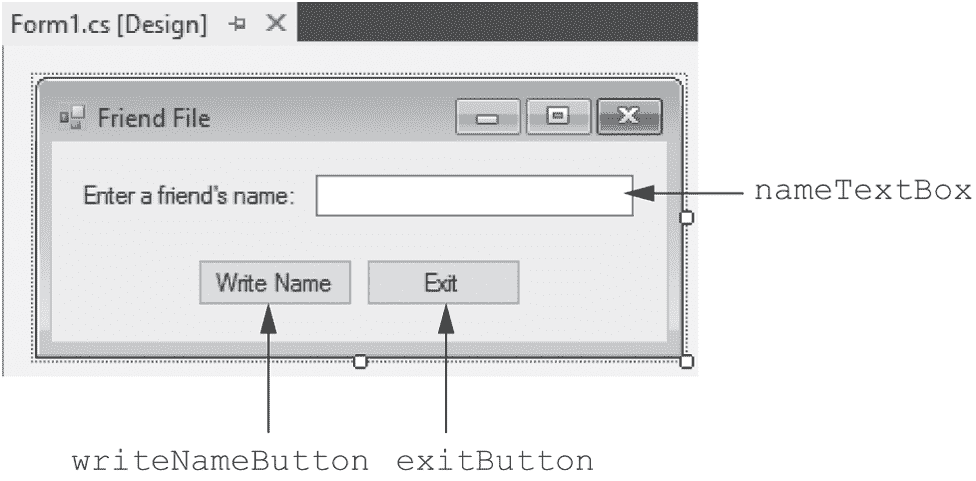 Form1.cs [Design]
Friend File
Enter a friend's name:
nameTextBox
Write Name
Exit
writeNameButton
exitButton